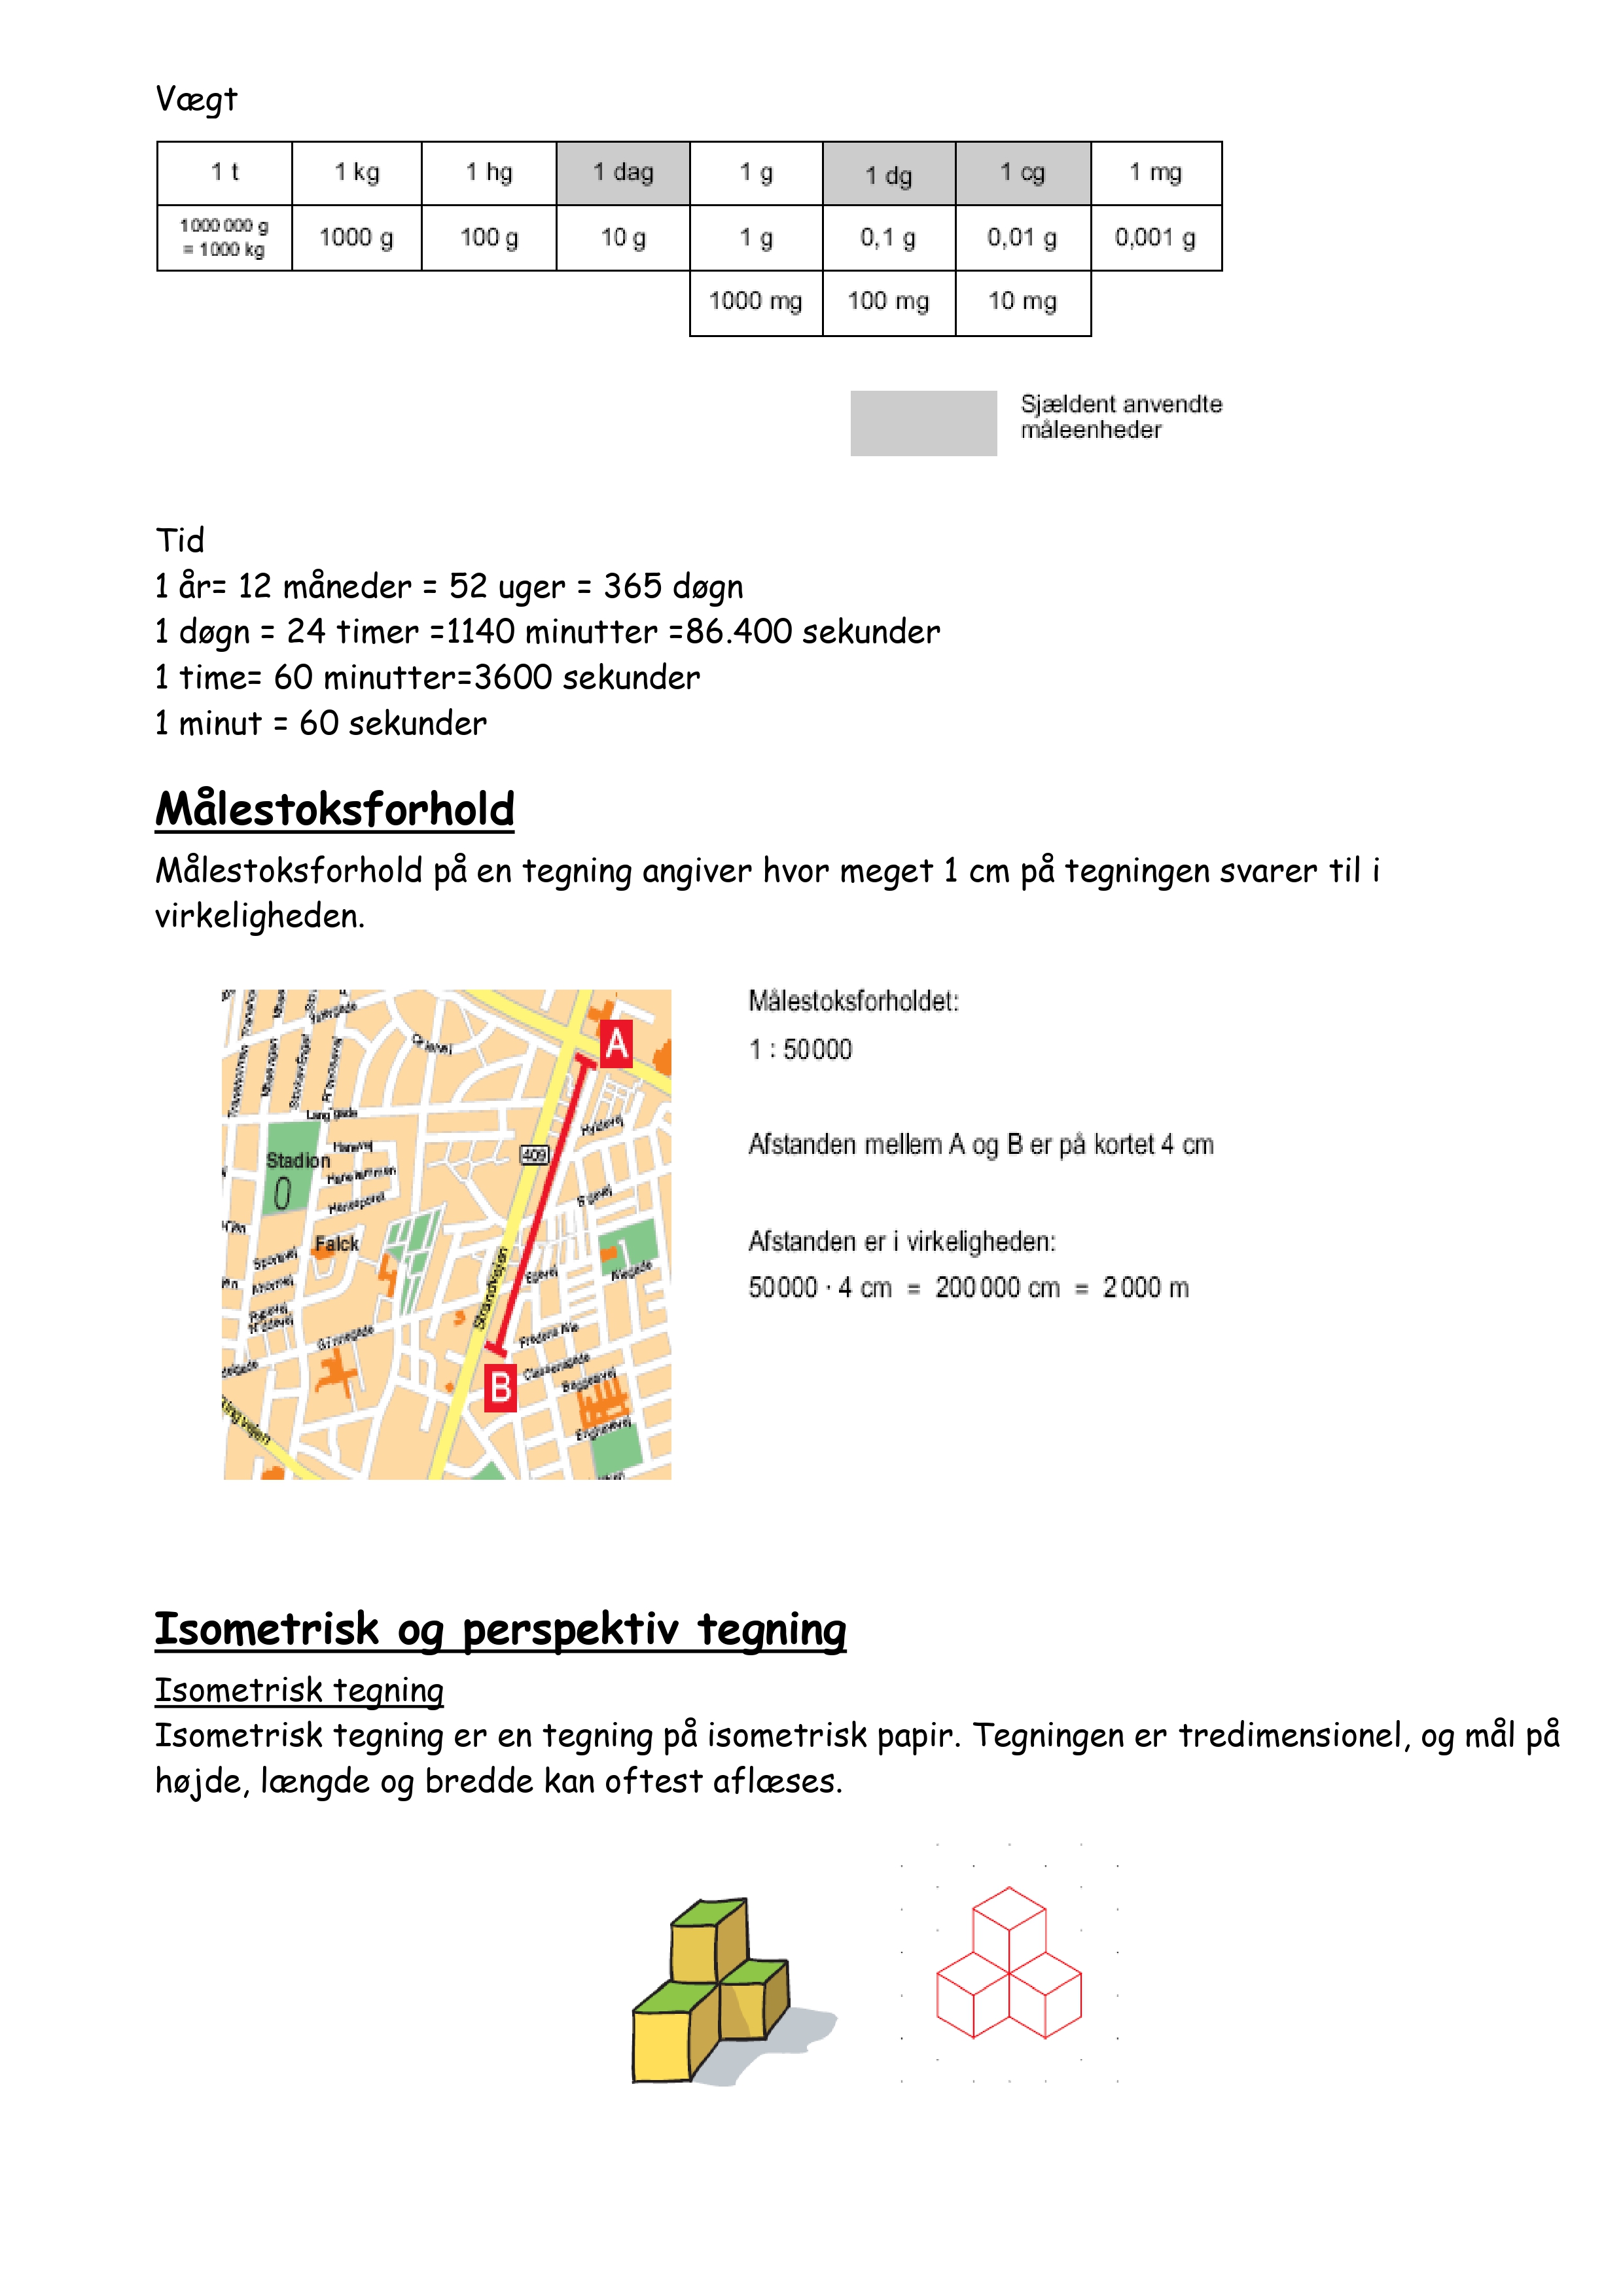 Vægt
1 t 1 kg 1 hg 1 dag 1 g 1 dg 1 cg 1 mg
1000 000 g
= 1000 kg
1000 g 100 g 10 g 1 g 0,1 g 0,01 g 0,001 g
1000 mg 100 mg 10 mg
Sjældent anvendte
måleenheder
Tid
1 år= 12 måneder = 52 uger = 365 døgn
1 døgn = 24 timer =1140 minutter =86.400 sekunder
1 time= 60 minutter=3600 sekunder
1 minut = 60 sekunder
Målestoksforhold
Målestoksforhold på en tegning angiver hvor meget 1 cm på tegningen svarer til i
virkeligheden.
A
Langgade
Stadion
409
Falck
Strandvejen
B
Målestoksforholdet:
1 : 50000
Afstanden mellem A og B er på kortet 4 cm
Afstanden er i virkeligheden:
50000 · 4 cm = 200000 cm = 2000 m
Isometrisk og perspektiv tegning
Isometrisk tegning
Isometrisk tegning er en tegning på isometrisk papir. Tegningen er tredimensionel, og mål på
højde, længde og bredde kan oftest aflæses.